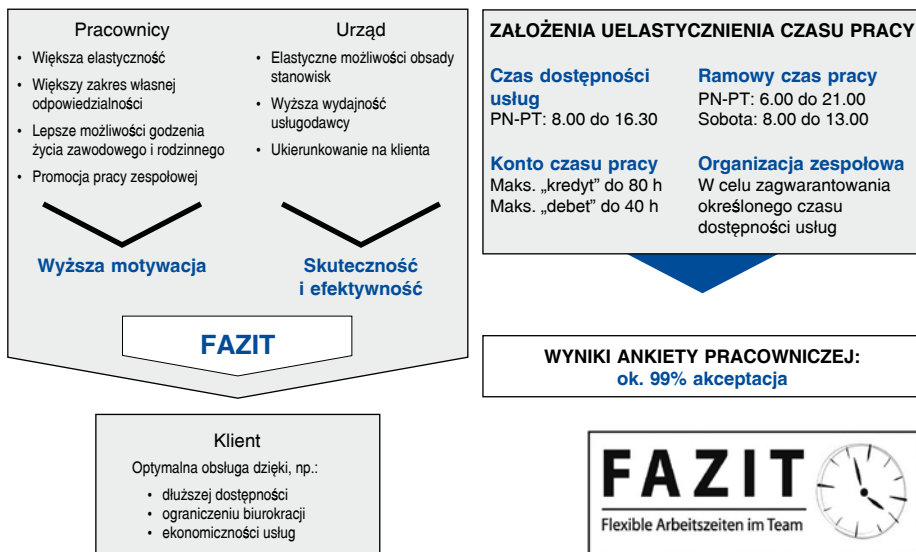 Pracownicy
• Większa elastyczność
• Większy zakres własnej
odpowiedzialności
• Lepsze możliwości godzenia
życia zawodowego i rodzinnego
• Promocja pracy zespołowej
Wyższa motywacja
Urząd
• Elastyczne możliwości obsady
stanowisk
• Wyższa wydajność
usługodawcy
• Ukierunkowanie na klienta
Skuteczność
i efektywność
FAZIT
Klient
Optymalna obsługa dzięki, np.:
• dłuższej dostępności
• ograniczeniu biurokracji
• ekonomiczności usług
ZAŁOŻENIA UELASTYCZNIENIA CZASU PRACY
Czas dostępności
usług
PN-PT: 8.00 do 16.30
Ramowy czas pracy
PN-PT: 6.00 do 21.00
Sobota: 8.00 do 13.00
Konto czasu pracy
Maks. „kredyt” do 80 h
Maks. „debet” do 40 h
Organizacja zespołowa
W celu zagwarantowania
określonego czasu
dostępności usług
WYNIKI ANKIETY PRACOWNICZEJ:
ok. 99% akceptacja
FAZIT
Flexible Arbeitszeiten im Team